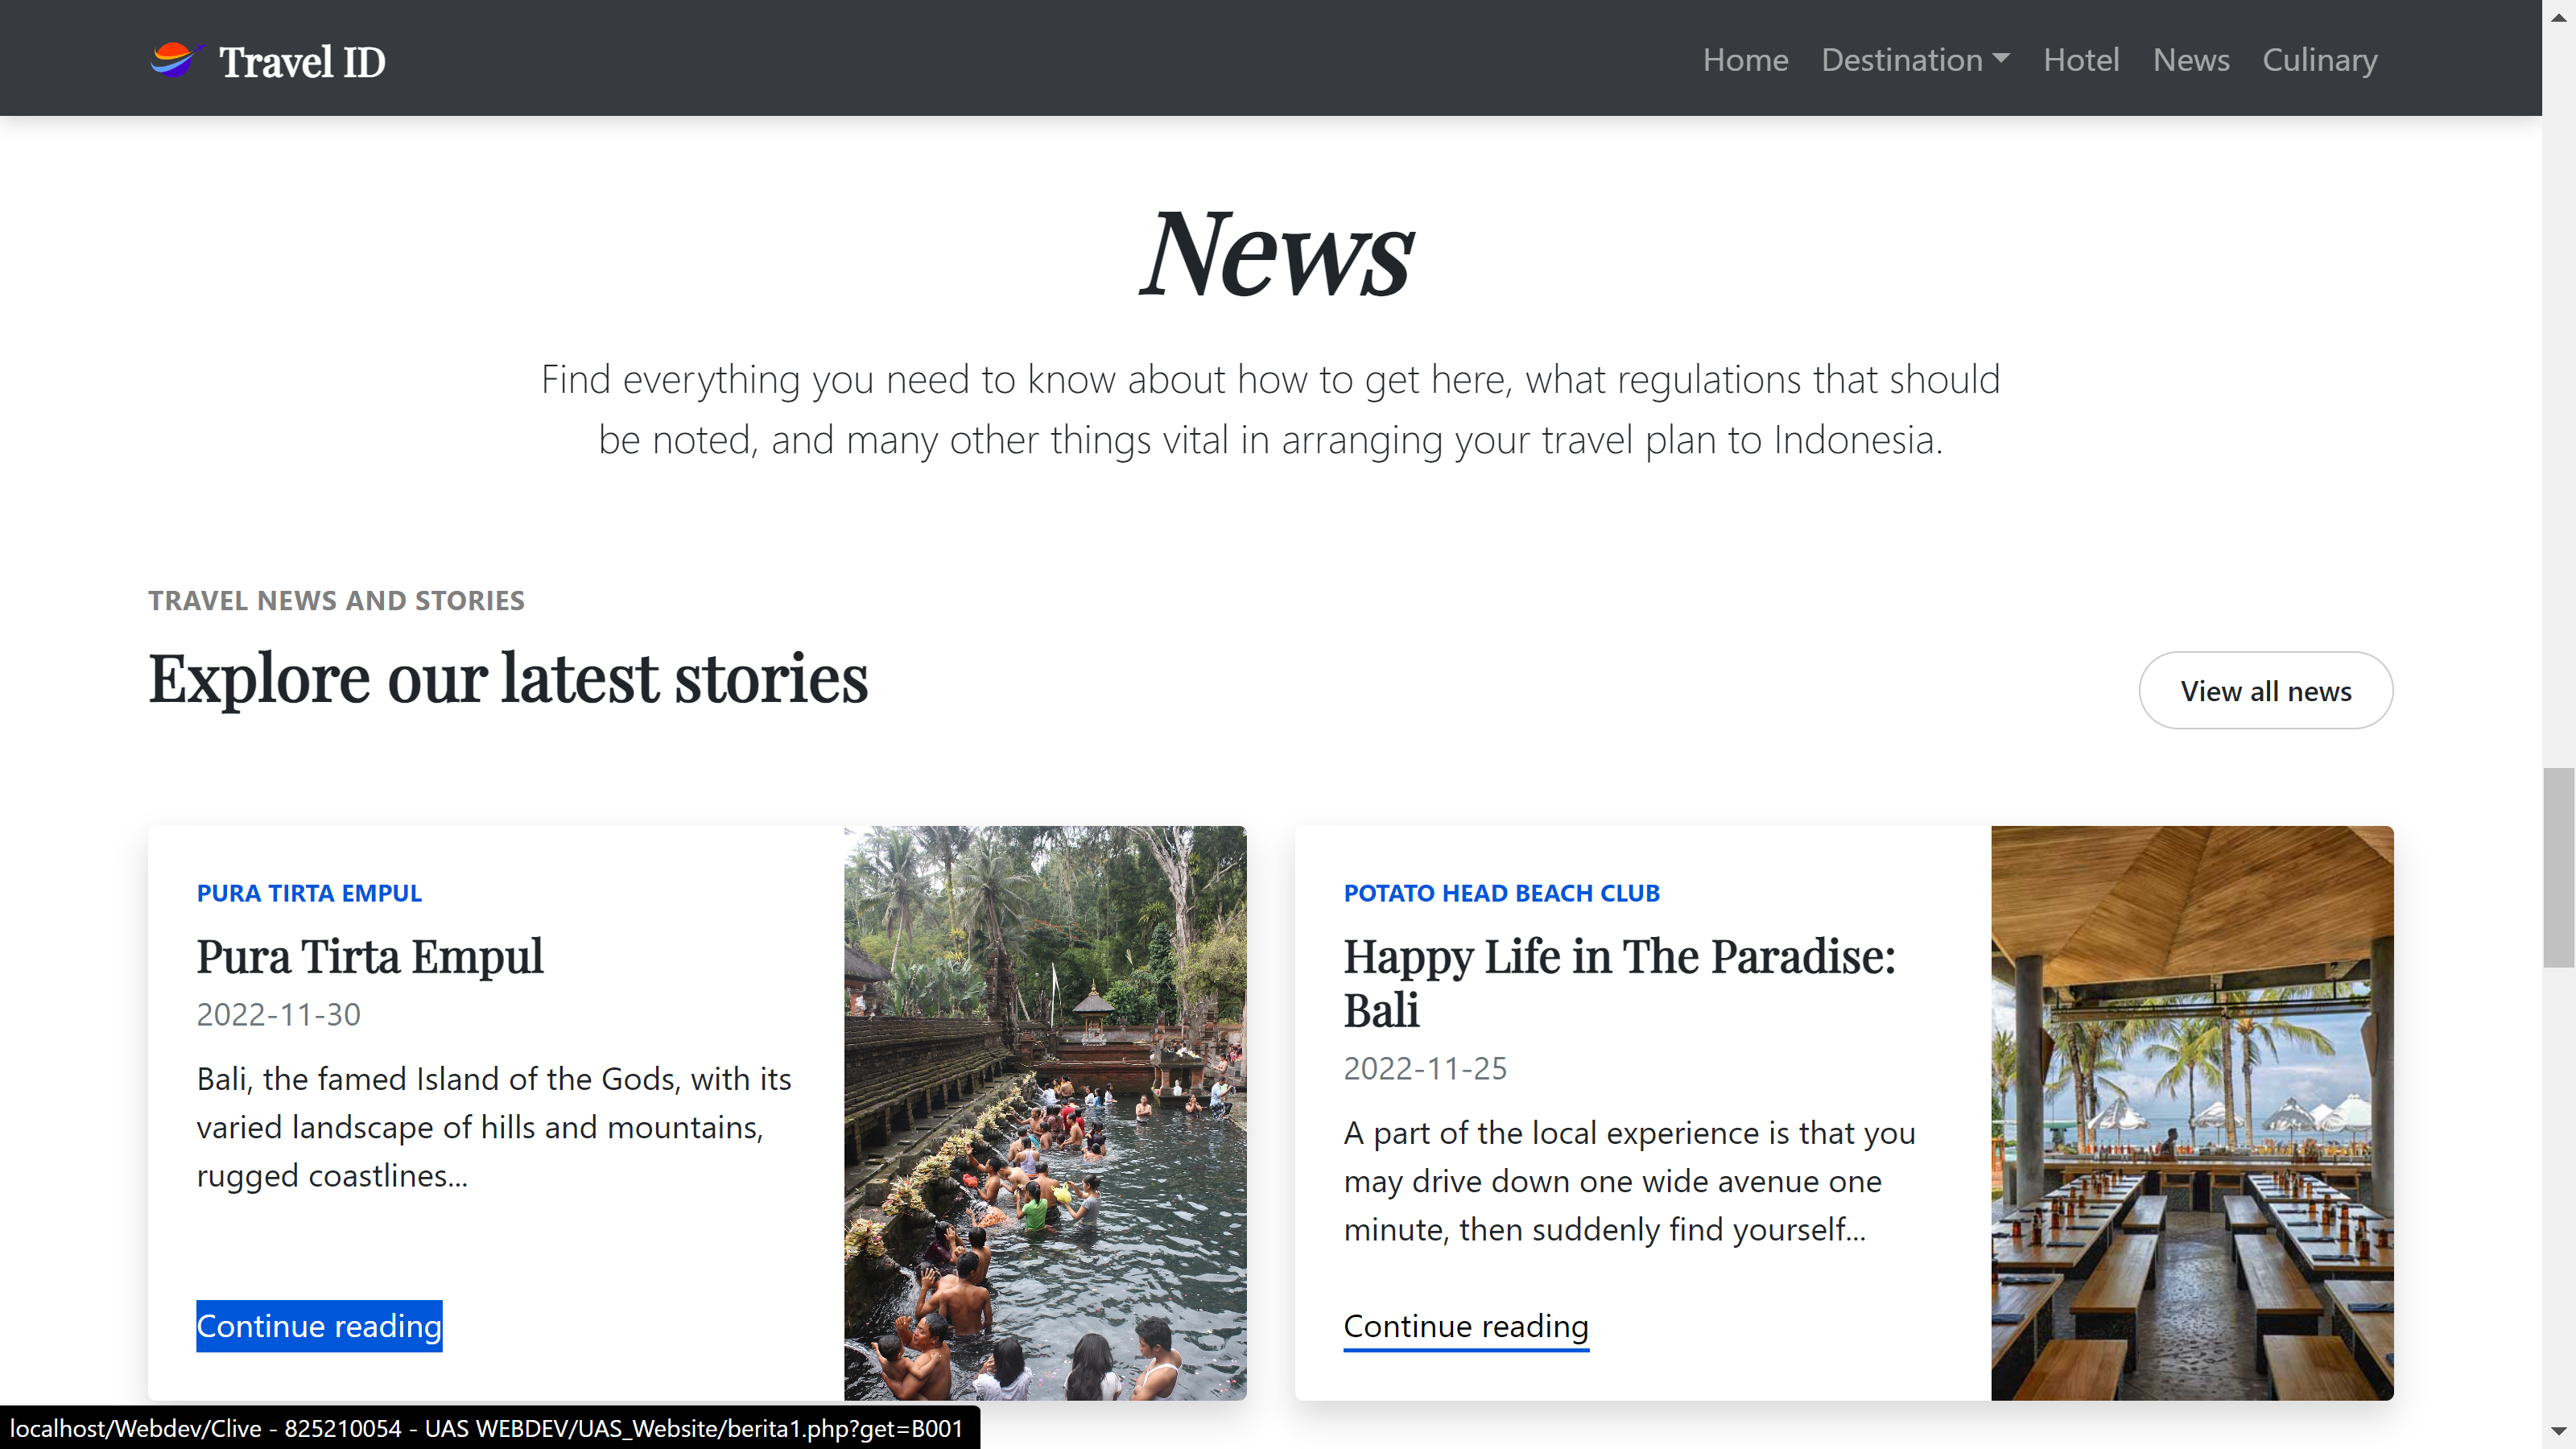 Travel ID
Home Destination Hotel News Culinary
News
Find everything you need to know about how to get here, what regulations that should
be noted, and many other things vital in arranging your travel plan to Indonesia.
TRAVEL NEWS AND STORIES
Explore our latest stories
View all news
PURA TIRTA EMPUL
Pura Tirta Empul
2022-11-30
Bali, the famed Island of the Gods, with its
varied landscape of hills and mountains,
rugged coastlines...
Continue reading
POTATO HEAD BEACH CLUB
Happy Life in The Paradise:
Bali
2022-11-25
A part of the local experience is that you
may drive down one wide avenue one
minute, then suddenly find yourself...
Continue reading
localhost/Webdev/Clive - 825210054 - UAS WEBDEV/UAS_Website/berita1.php?get=B001